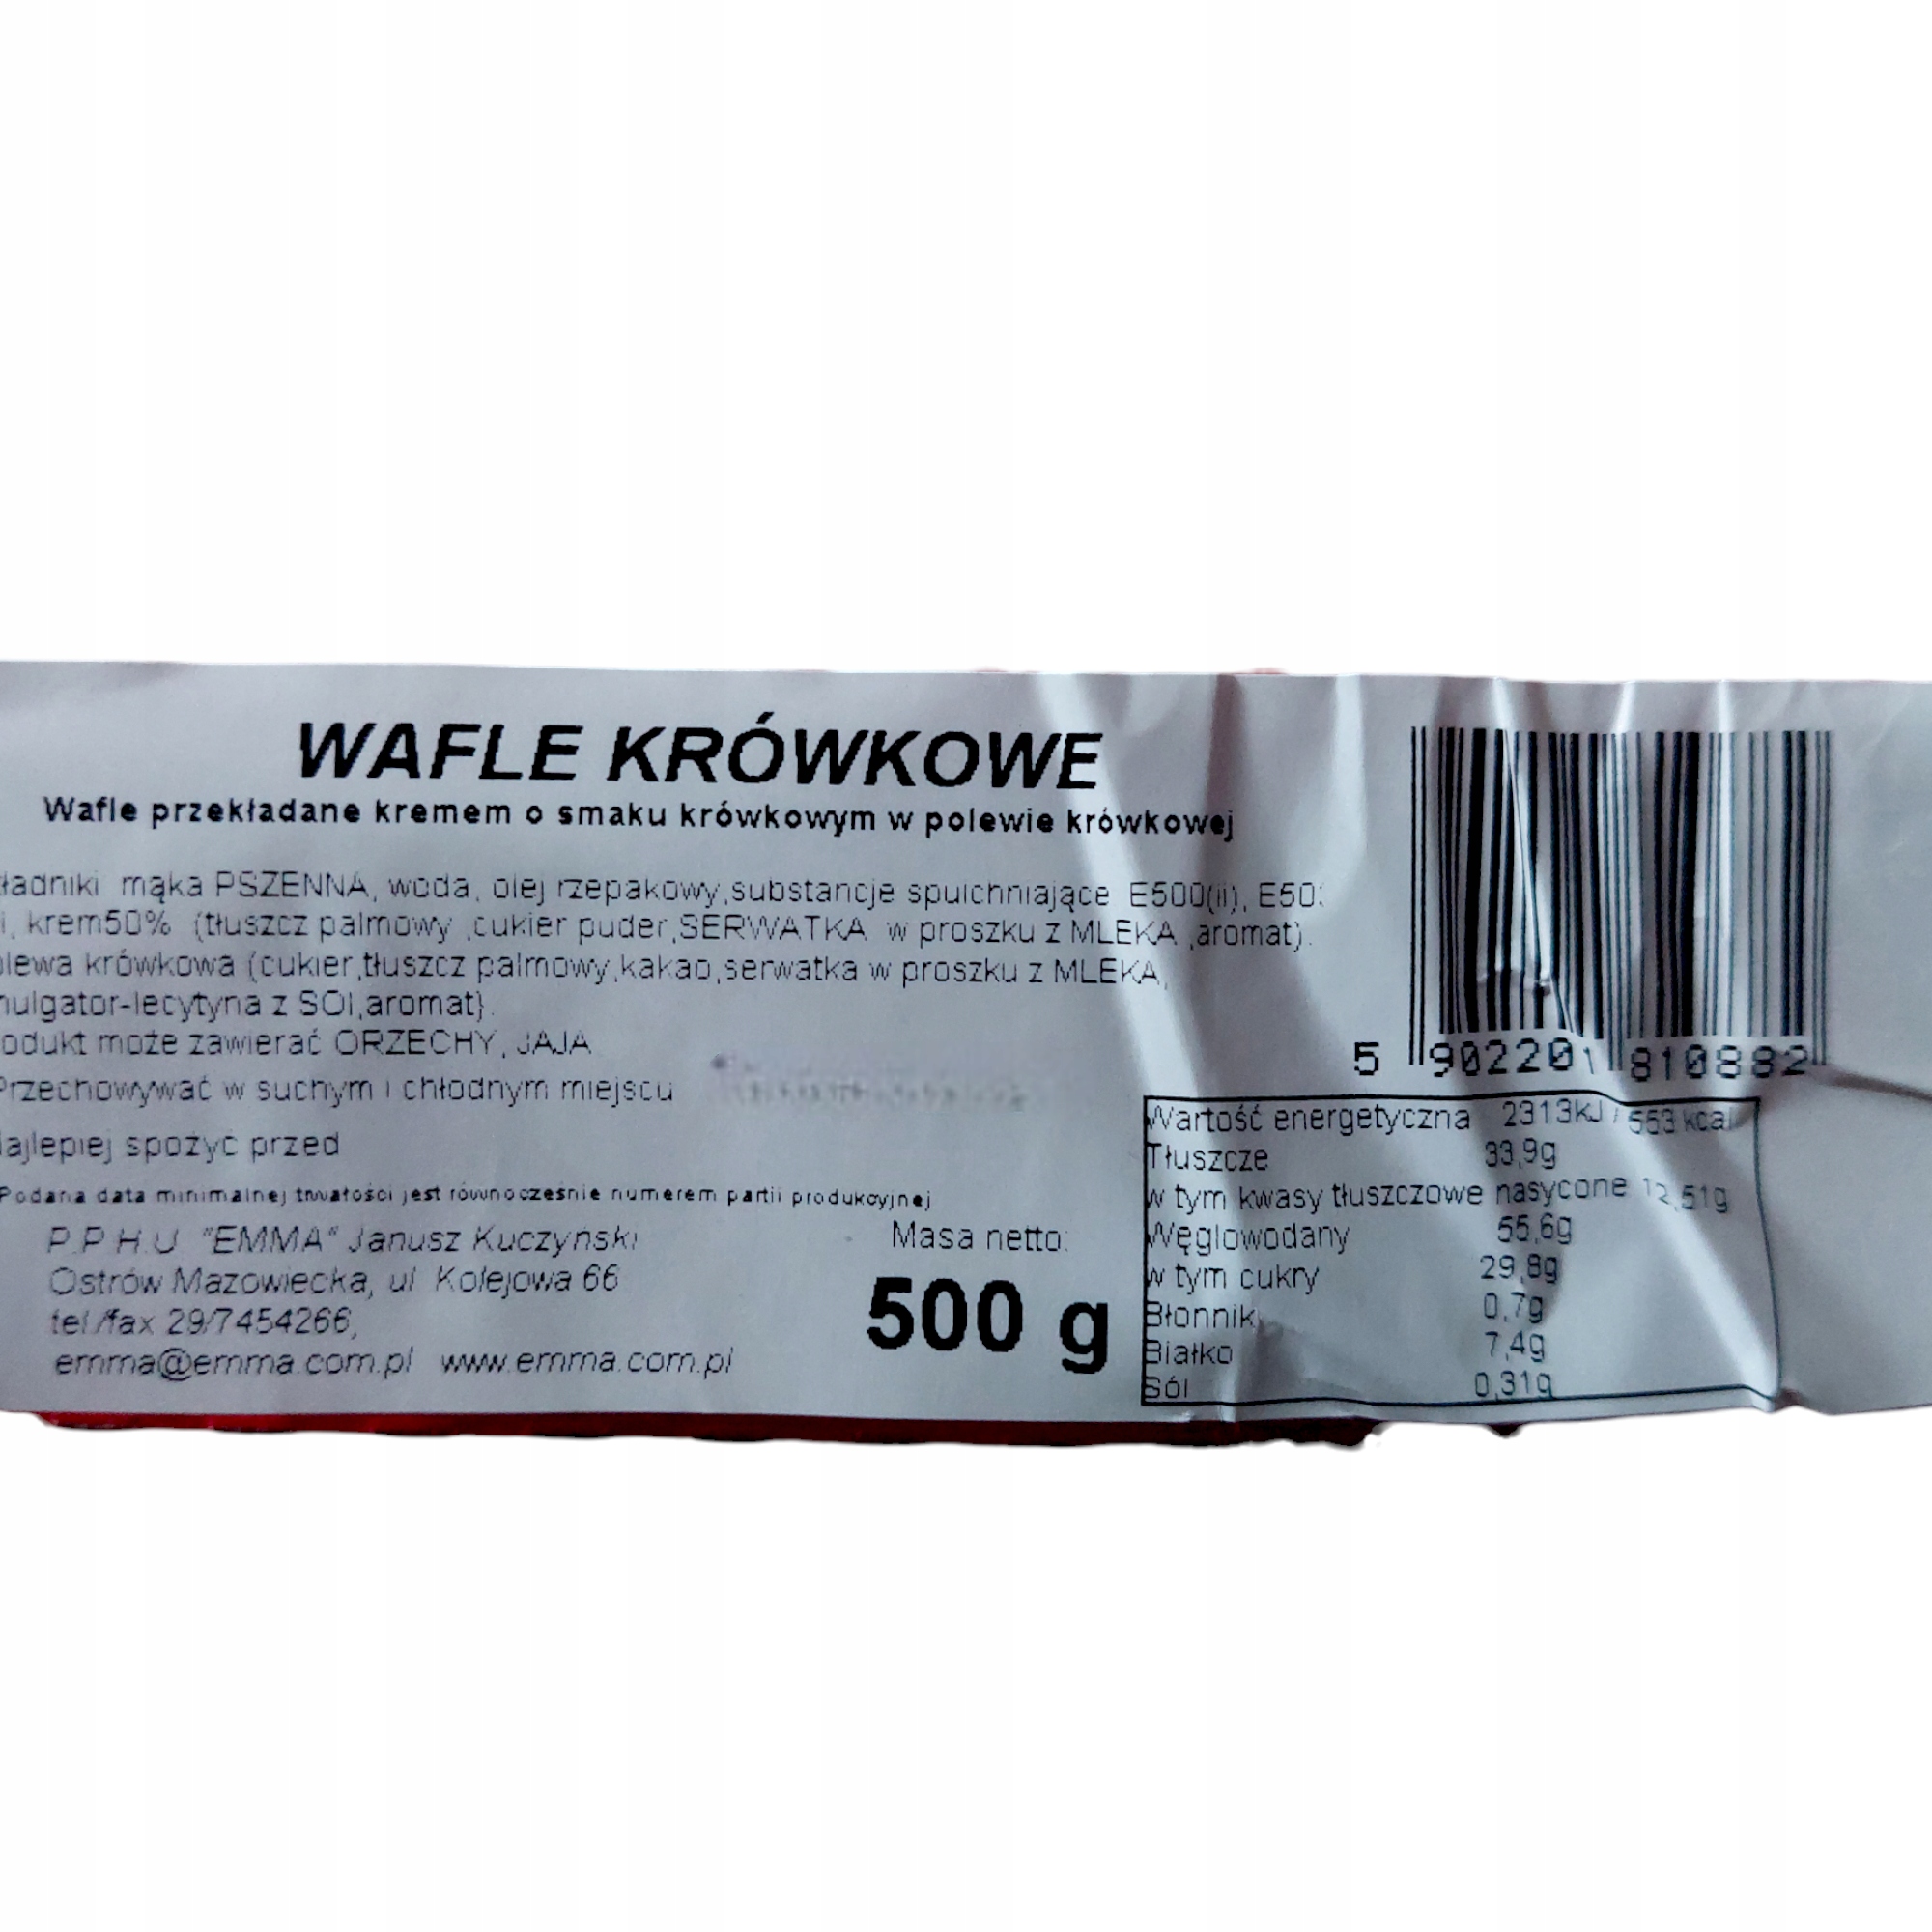 WAFLE KRÓWKOWE
Wafle przekładane kremem o smaku krówkowym w polewie krówkowej
ładniki mąka PSZENNA, woda, olej rzepakowy,substancje spulchniające E500(ii), E503
i, krem50% (tłuszcz palmowy ,cukier puder,SERWATKA w proszku z MLEKA ,aromat).
lewa krówkowa (cukier,tłuszcz palmowy,kakao,serwatka w proszku z MLEKA,
ulgator-lecytyna z SOI,aromat).
odukt może zawierać ORZECHY, JAJA
Przechowywać w suchym i chłodnym miejscu
ajlepiej spożyć przed
Podana data minimalnej trwałości jest równocześnie numerem partii produkcyjnej
P.P.H.U "EMMA" Janusz Kuczyński
Ostrów Mazowiecka, ul Kolejowa 66
tel./fax 29/7454266,
emma@emma.com.pl www.emma.com.pl
Masa netto:
500 g
5 902201 810882
Wartość energetyczna 2313kJ / 553 kcal
Tłuszcze 33,9g
w tym kwasy tłuszczowe nasycone 12,51g
Węglowodany 55,6g
w tym cukry 29,8g
Błonnik 0,7g
Białko 7,4g
Sól 0,31g